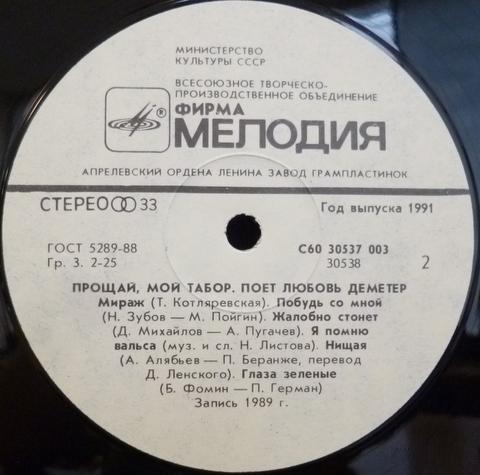 МИНИСТЕРСТВО
КУЛЬТУРЫ СССР
ВСЕСОЮЗНОЕ ТВОРЧЕСКО-
ПРОИЗВОДСТВЕННОЕ ОБЪЕДИНЕНИЕ
ФИРМА
® МЕЛОДИЯ
АПРЕЛЕВСКИЙ ОРДЕНА ЛЕНИНА ЗАВОД ГРАМПЛАСТИНОК
СТЕРЕО 33 Год выпуска 1991
ГОСТ 5289-88 С60 30537 003
Гр. 3. 2-25 30538 2
ПРОЩАЙ, МОЙ ТАБОР. ПОЕТ ЛЮБОВЬ ДЕМЕТЕР
Мираж (Т. Котляревская). Побудь со мной
(Н. Зубов — М. Пойгин). Жалобно стонет
(Д. Михайлов — А. Пугачев). Я помню
вальса (муз. и сл. Н. Листова). Нищая
(А. Алябьев — П. Беранже, перевод
Д. Ленского). Глаза зеленые
(Б. Фомин — П. Герман)
Запись 1989 г.